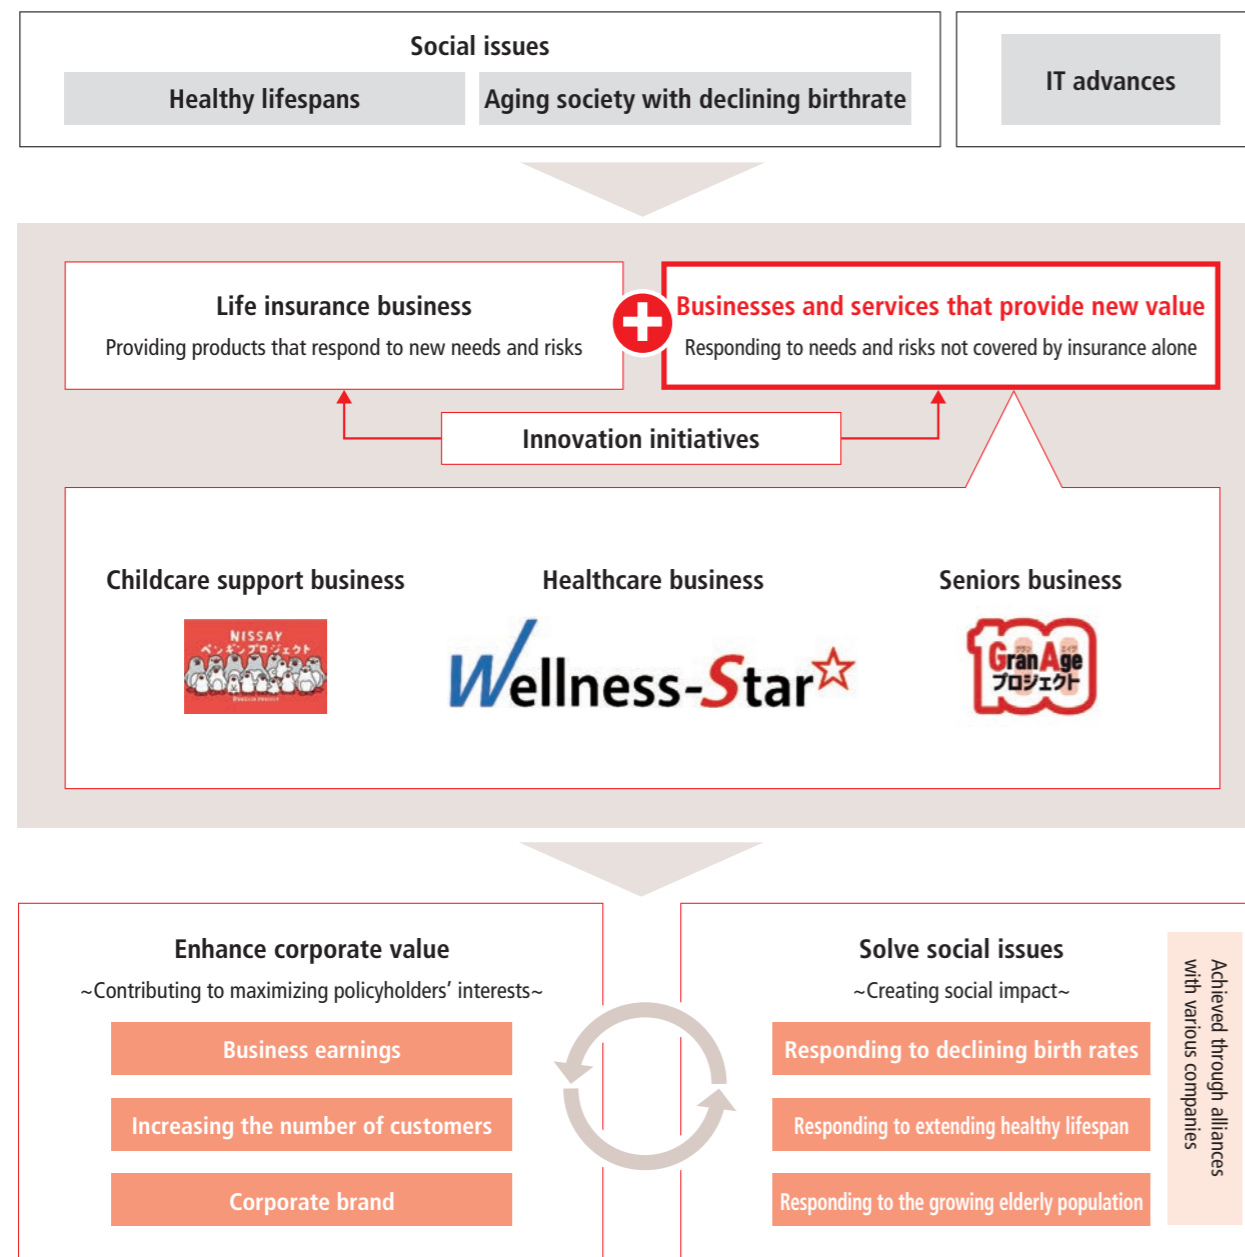 Social issues
Healthy lifespans
Aging society with declining birthrate
IT advances
Life insurance business
Providing products that respond to new needs and risks
Businesses and services that provide new value
Responding to needs and risks not covered by insurance alone
Innovation initiatives
Childcare support business
NISSAY
ペンギンプロジェクト
Healthcare business
Wellness-Star
Seniors business
100
グラン エイジ
GranAge
プロジェクト
Enhance corporate value
~Contributing to maximizing policyholders' interests~
Business earnings
Increasing the number of customers
Corporate brand
Solve social issues
~Creating social impact~
Responding to declining birth rates
Responding to extending healthy lifespan
Responding to the growing elderly population
Achieved through alliances
with various companies